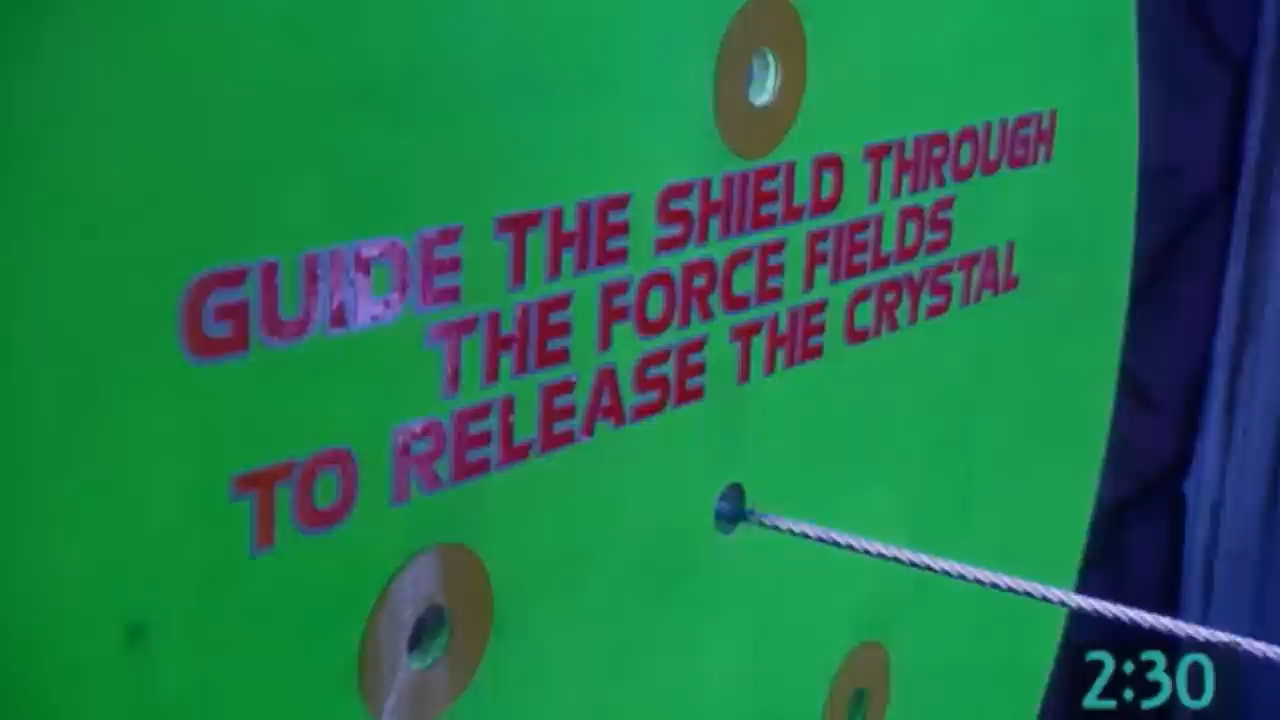 GUIDE THE SHIELD THROUGH
THE FORCE FIELDS
TO RELEASE THE CRYSTAL
2:30